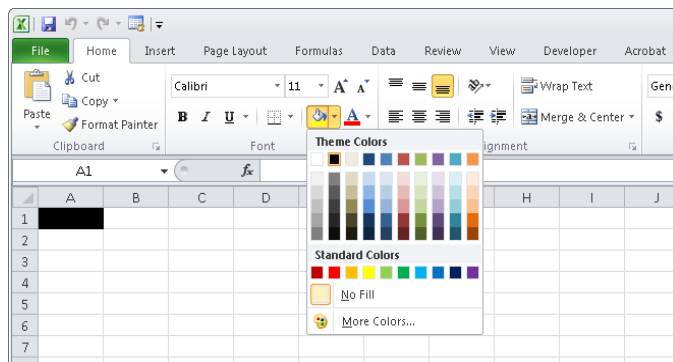 File Home Insert Page Layout Formulas Data Review View Developer Acrobat
Cut
Copy
Format Painter
Paste
Clipboard
Calibri 11 A A
B I U A
Font
Wrap Text
Merge & Center
ignment
Gen
$
A1 fx
A B C D H I J
1
2
3
4
5
6
7
Theme Colors
Standard Colors
No Fill
More Colors...